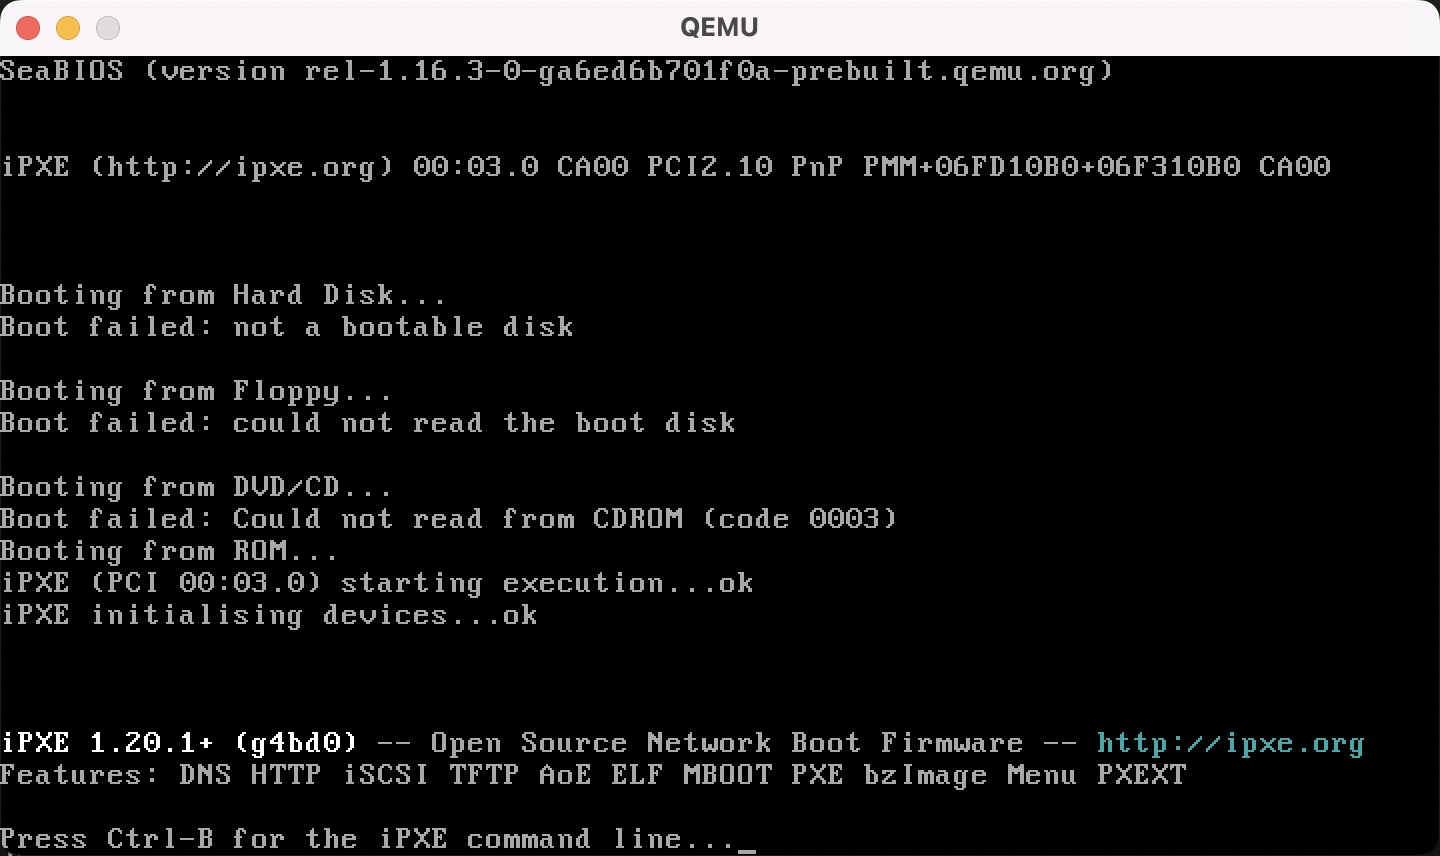 QEMU
SeaBIOS (version rel-1.16.3-0-ga6ed6b701f0a-prebuilt.qemu.org)
iPXE (http://ipxe.org) 00:03.0 CA00 PCI2.10 PnP PMM+06FD10B0+06F310B0 CA00
Booting from Hard Disk...
Boot failed: not a bootable disk
Booting from Floppy...
Boot failed: could not read the boot disk
Booting from DVD/CD...
Boot failed: Could not read from CDROM (code 0003)
Booting from ROM...
iPXE (PCI 00:03.0) starting execution...ok
iPXE initialising devices...ok
iPXE 1.20.1+ (g4bd0) -- Open Source Network Boot Firmware -- http://ipxe.org
Features: DNS HTTP iSCSI TFTP AoE ELF MBOOT PXE bzImage Menu PXEXT
Press Ctrl-B for the iPXE command line..._